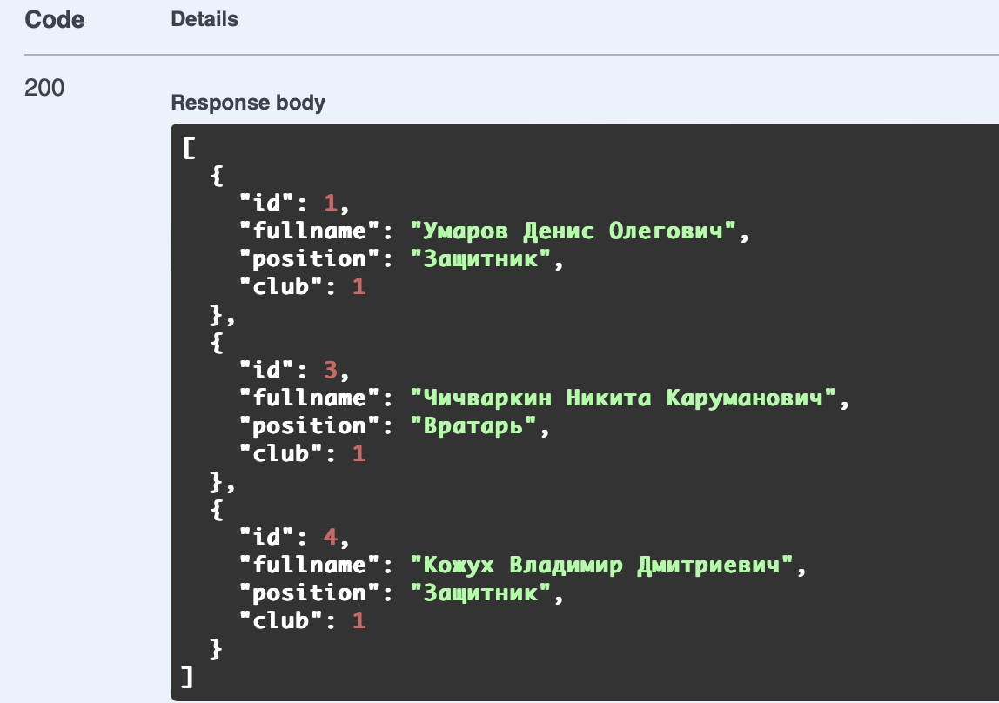 Code Details
200
Response body
[
{
"id": 1,
"fullname": "Умаров Денис Олегович",
"position": "Защитник",
"club": 1
},
{
"id": 3,
"fullname": "Чичваркин Никита Каруманович",
"position": "Вратарь",
"club": 1
},
{
"id": 4,
"fullname": "Кожух Владимир Дмитриевич",
"position": "Защитник",
"club": 1
}
]